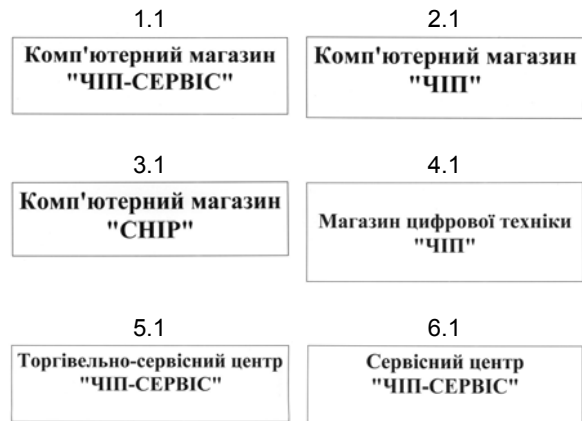 1.1
2.1
Комп'ютерний магазин
"ЧІП-СЕРВІС"
Комп'ютерний магазин
"ЧІП"
3.1
4.1
Комп'ютерний магазин
"СНІР"
Магазин цифрової техніки
"ЧІП"
5.1
6.1
Торгівельно-сервісний центр
"ЧІП-СЕРВІС"
Сервісний центр
"ЧІП-СЕРВІС"